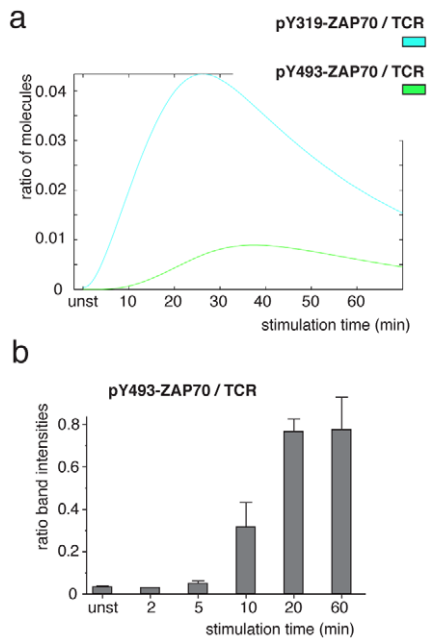 a
pY319-ZAP70 / TCR
pY493-ZAP70 / TCR
ratio of molecules
0.04
0.03
0.02
0.01
0
unst 10 20 30 40 50 60
stimulation time (min)
b
pY493-ZAP70 / TCR
ratio band intensities
0.8
0.6
0.4
0.2
0
unst 2 5 10 20 60
stimulation time (min)